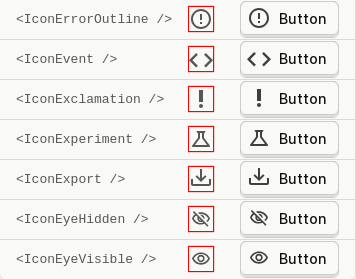 <IconErrorOutline /> Button
<IconEvent /> Button
<IconExclamation /> Button
<IconExperiment /> Button
<IconExport /> Button
<IconEyeHidden /> Button
<IconEyeVisible /> Button